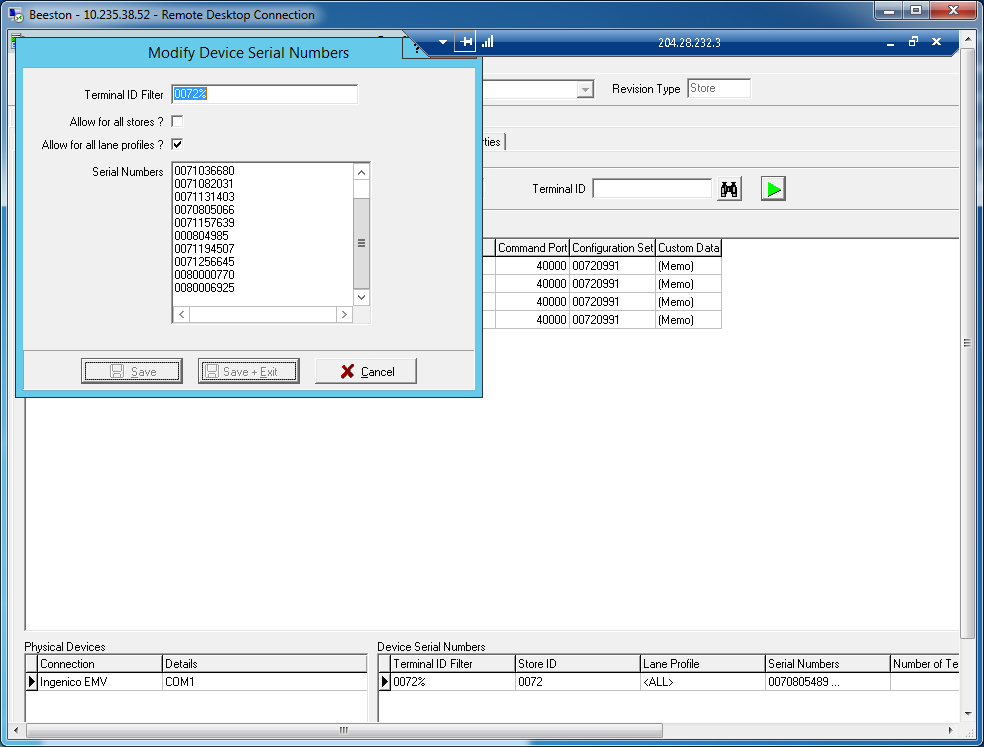 Beeston - 10.235.38.52 - Remote Desktop Connection
204.28.232.3
Modify Device Serial Numbers
?
Terminal ID Filter 0072%
Allow for all stores ?
Allow for all lane profiles ?
Serial Numbers
0071036680
0071082031
0071131403
0070805066
0071157639
000804985
0071194507
0071256645
0080000770
0080006925
Save
Save + Exit
Cancel
Revision Type Store
ties
Terminal ID
Command Port Configuration Set Custom Data
40000 00720991 (Memo)
40000 00720991 (Memo)
40000 00720991 (Memo)
40000 00720991 (Memo)
Physical Devices
Connection Details
Ingenico EMV COM1
Device Serial Numbers
Terminal ID Filter Store ID Lane Profile Serial Numbers Number of Te
0072% 0072 <ALL> 0070805489 ...